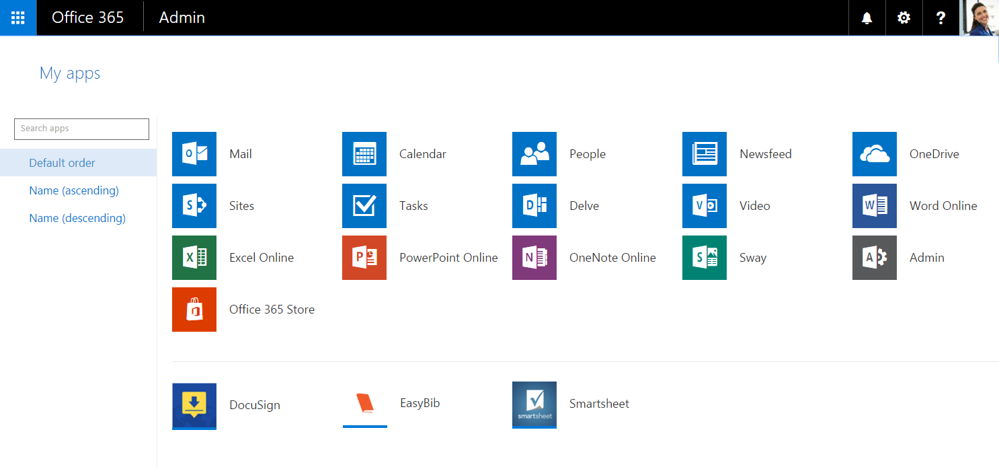 Office 365 Admin
My apps
Search apps
Default order
Name (ascending)
Name (descending)
Mail Calendar People Newsfeed OneDrive
Sites Tasks Delve Video Word Online
Excel Online PowerPoint Online OneNote Online Sway Admin
Office 365 Store
DocuSign EasyBib smartsheet Smartsheet